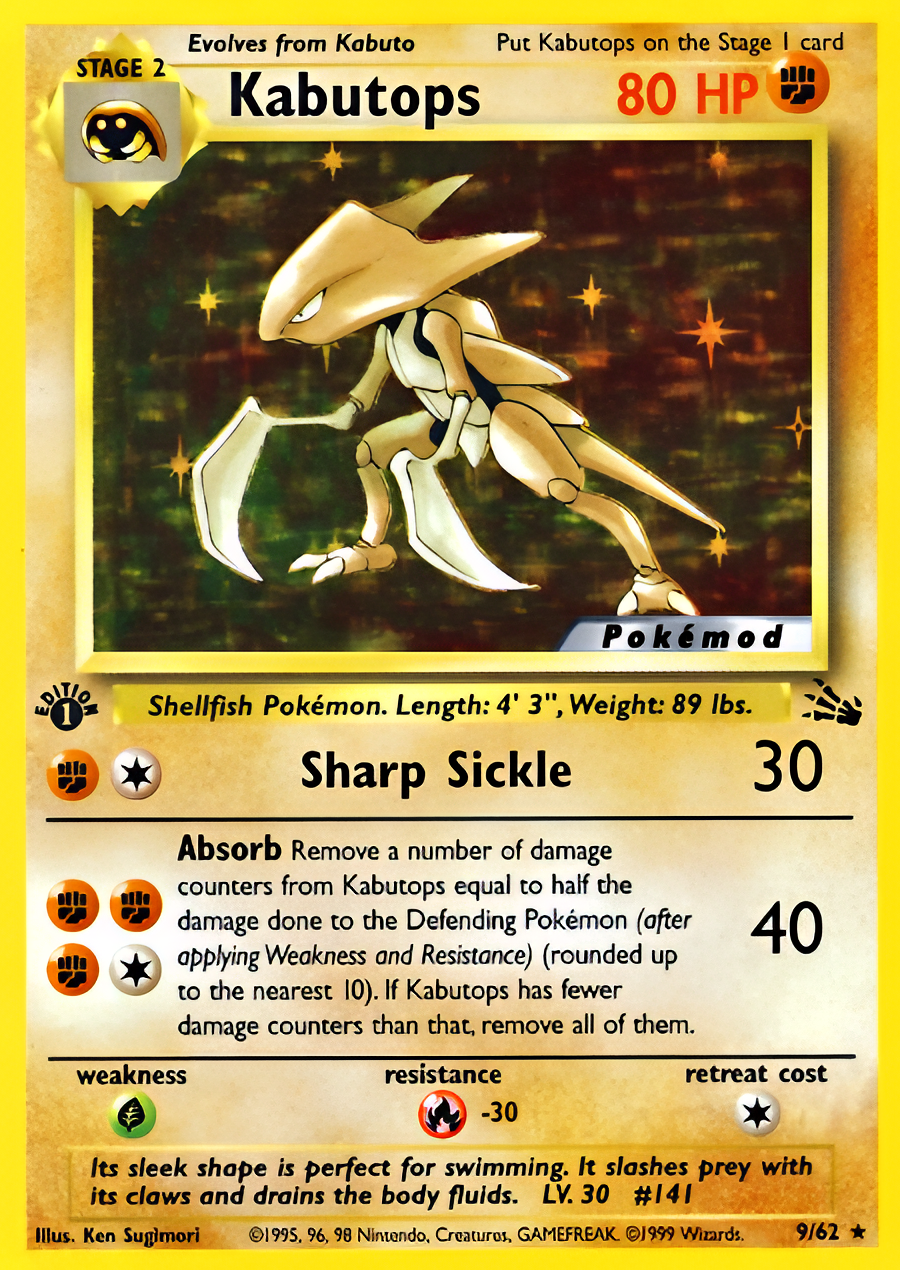 Evolves from Kabuto
Put Kabutops on the Stage 1 card
STAGE 2
Kabutops
80 HP
Pokémod
EDITION
1
Shellfish Pokémon. Length: 4' 3", Weight: 89 lbs.
Sharp Sickle
30
Absorb Remove a number of damage
counters from Kabutops equal to half the
damage done to the Defending Pokémon (after
applying Weakness and Resistance) (rounded up
to the nearest 10). If Kabutops has fewer
damage counters than that, remove all of them.
40
weakness
resistance
retreat cost
-30
Its sleek shape is perfect for swimming. It slashes prey with
its claws and drains the body fluids. LV. 30 #141
Illus. Ken Sugimori
©1995, 96, 98 Nintendo, Creatures, GAMEFREAK. ©1999 Wizards.
9/62 ★